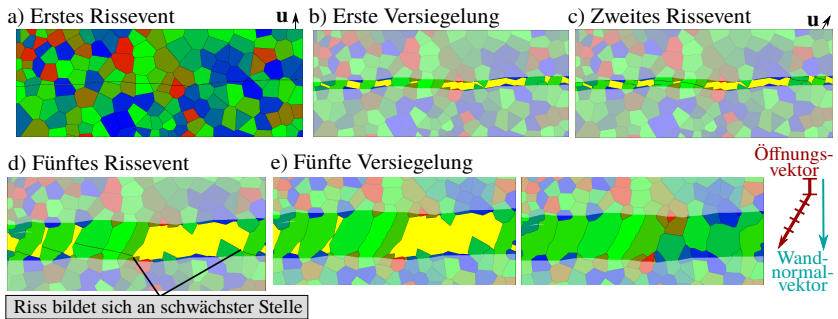 a) Erstes Rissevent
u
b) Erste Versiegelung
c) Zweites Rissevent
u
d) Fünftes Rissevent
e) Fünfte Versiegelung
Öffnungs-
vektor
Wand-
normal-
vektor
Riss bildet sich an schwächster Stelle